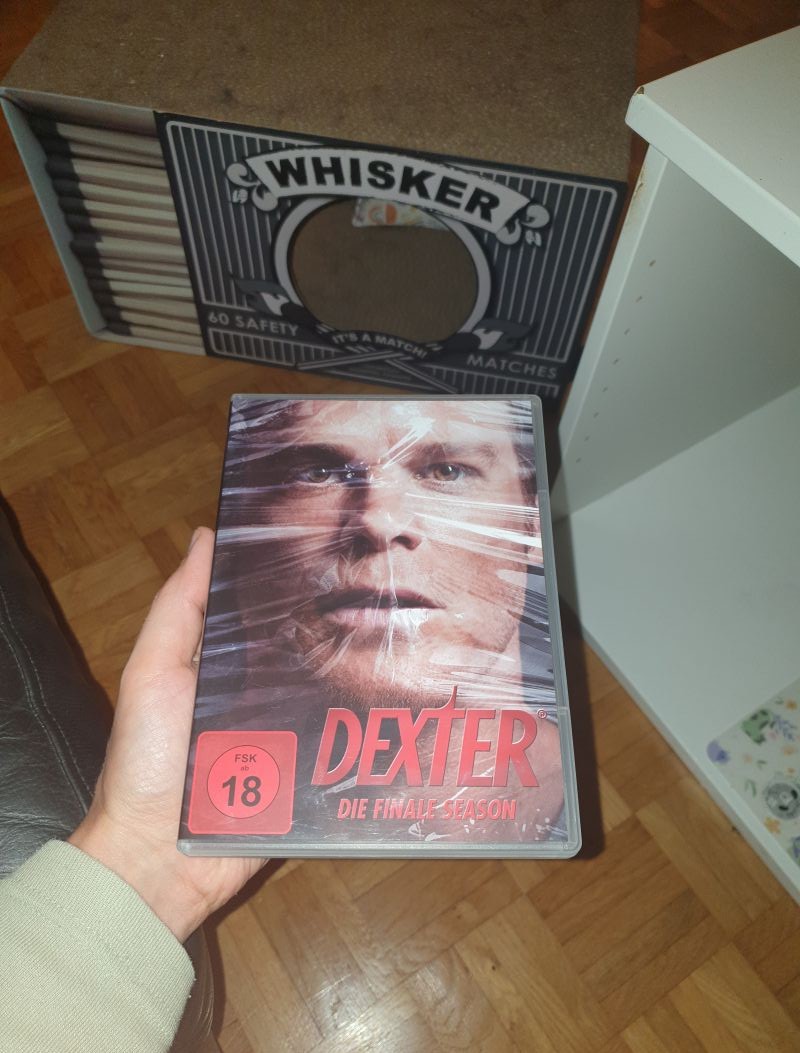 WHISKER
60 SAFETY
IT'S A MATCH!
MATCHES
DEXTER®
DIE FINALE SEASON
FSK
ab
18